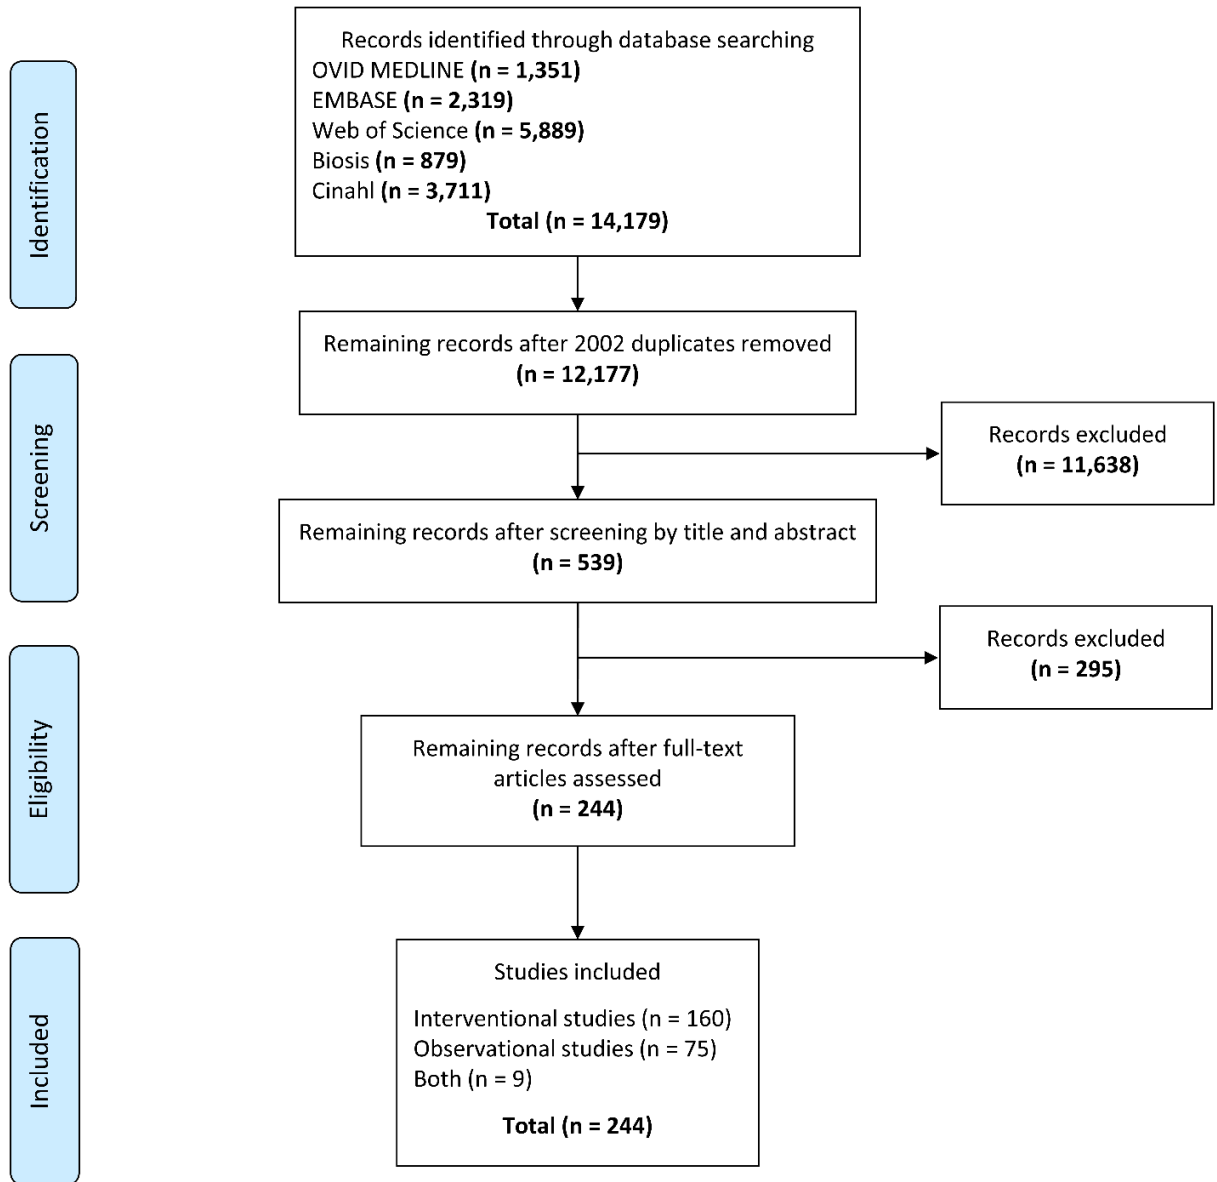 Identification
Records identified through database searching
OVID MEDLINE (n = 1,351)
EMBASE (n = 2,319)
Web of Science (n = 5,889)
Biosis (n = 879)
Cinahl (n = 3,711)
Total (n = 14,179)
Remaining records after 2002 duplicates removed
(n = 12,177)
Screening
Records excluded
(n = 11,638)
Remaining records after screening by title and abstract
(n = 539)
Records excluded
(n = 295)
Eligibility
Remaining records after full-text
articles assessed
(n = 244)
Included
Studies included
Interventional studies (n = 160)
Observational studies (n = 75)
Both (n = 9)
Total (n = 244)